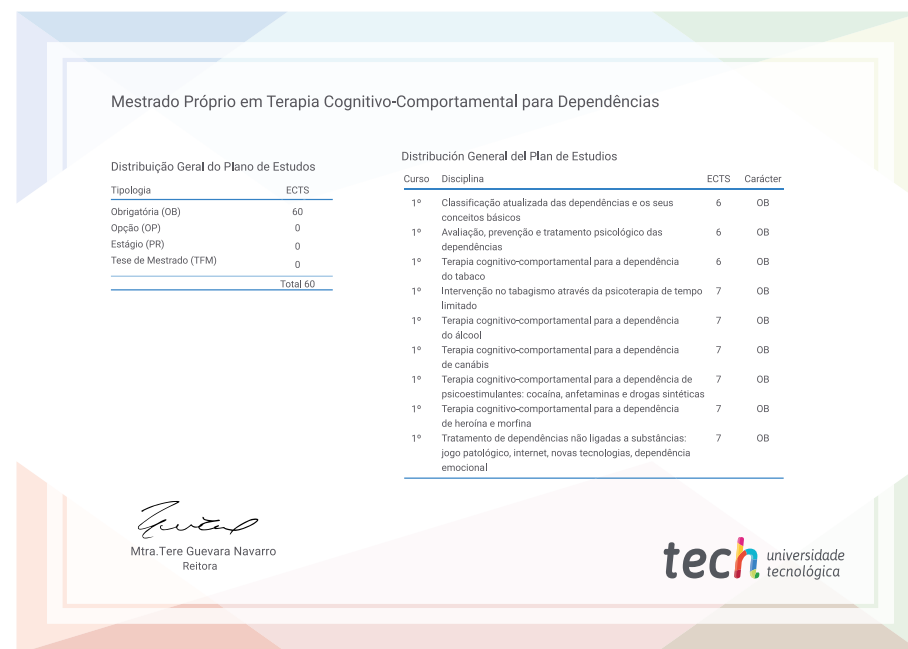 Mestrado Próprio em Terapia Cognitivo-Comportamental para Dependências
Distribuição Geral do Plano de Estudos
Tipologia ECTS
Obrigatória (OB) 60
Opção (OP) 0
Estágio (PR) 0
Tese de Mestrado (TFM) 0
Total 60
Distribución General del Plan de Estudios
Curso Disciplina ECTS Carácter
1º Classificação atualizada das dependências e os seus 6 OB
conceitos básicos
1º Avaliação, prevenção e tratamento psicológico das 6 OB
dependências
1º Terapia cognitivo-comportamental para a dependência 6 OB
do tabaco
1º Intervenção no tabagismo através da psicoterapia de tempo 7 OB
limitado
1º Terapia cognitivo-comportamental para a dependência 7 OB
do álcool
1º Terapia cognitivo-comportamental para a dependência 7 OB
de canábis
1º Terapia cognitivo-comportamental para a dependência de 7 OB
psicoestimulantes: cocaína, anfetaminas e drogas sintéticas
1º Terapia cognitivo-comportamental para a dependência 7 OB
de heroína e morfina
1º Tratamento de dependências não ligadas a substâncias: 7 OB
jogo patológico, internet, novas tecnologias, dependência
emocional
Mtra.Tere Guevara Navarro
Reitora
tech universidade
tecnológica